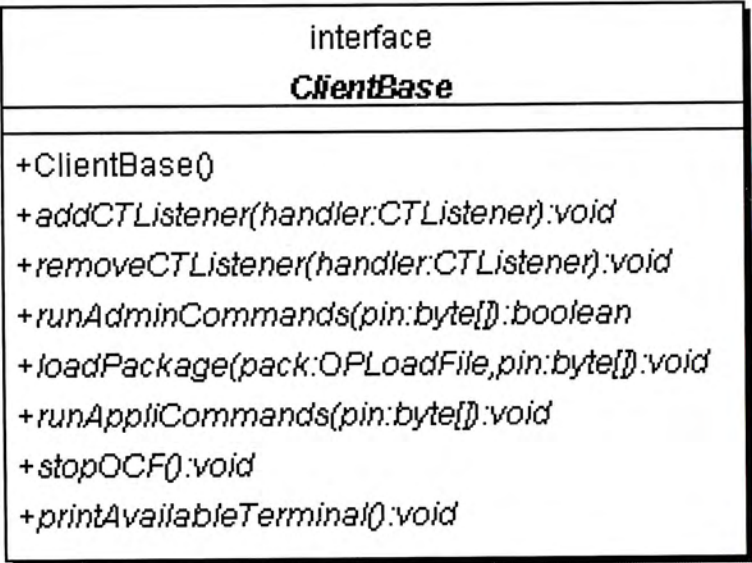 interface
ClientBase
+ClientBase()
+addCTListener(handler:CTListener):void
+removeCTListener(handler:CTListener):void
+runAdminCommands(pin:byte[]):boolean
+loadPackage(pack:OPLoadFile,pin:byte[]):void
+runAppliCommands(pin:byte[]):void
+stopOCF():void
+printAvailableTerminal():void